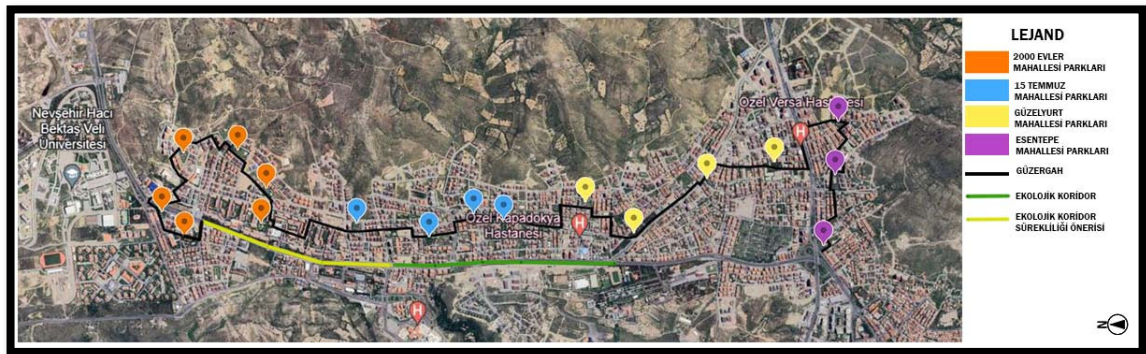 Nevşehir Hacı
Bektaş Veli
Üniversitesi
Özel Kapadokya
Hastanesi
Özel Versa Hastanesi
H
H
H
LEJAND
2000 EVLER
MAHALLESİ PARKLARI
15 TEMMUZ
MAHALLESİ PARKLARI
GÜZELYURT
MAHALLESİ PARKLARI
ESENTEPE
MAHALLESİ PARKLARI
GÜZERGAH
EKOLOJİK KORİDOR
EKOLOJİK KORİDOR
SÜREKLİLİĞİ ÖNERİSİ
N